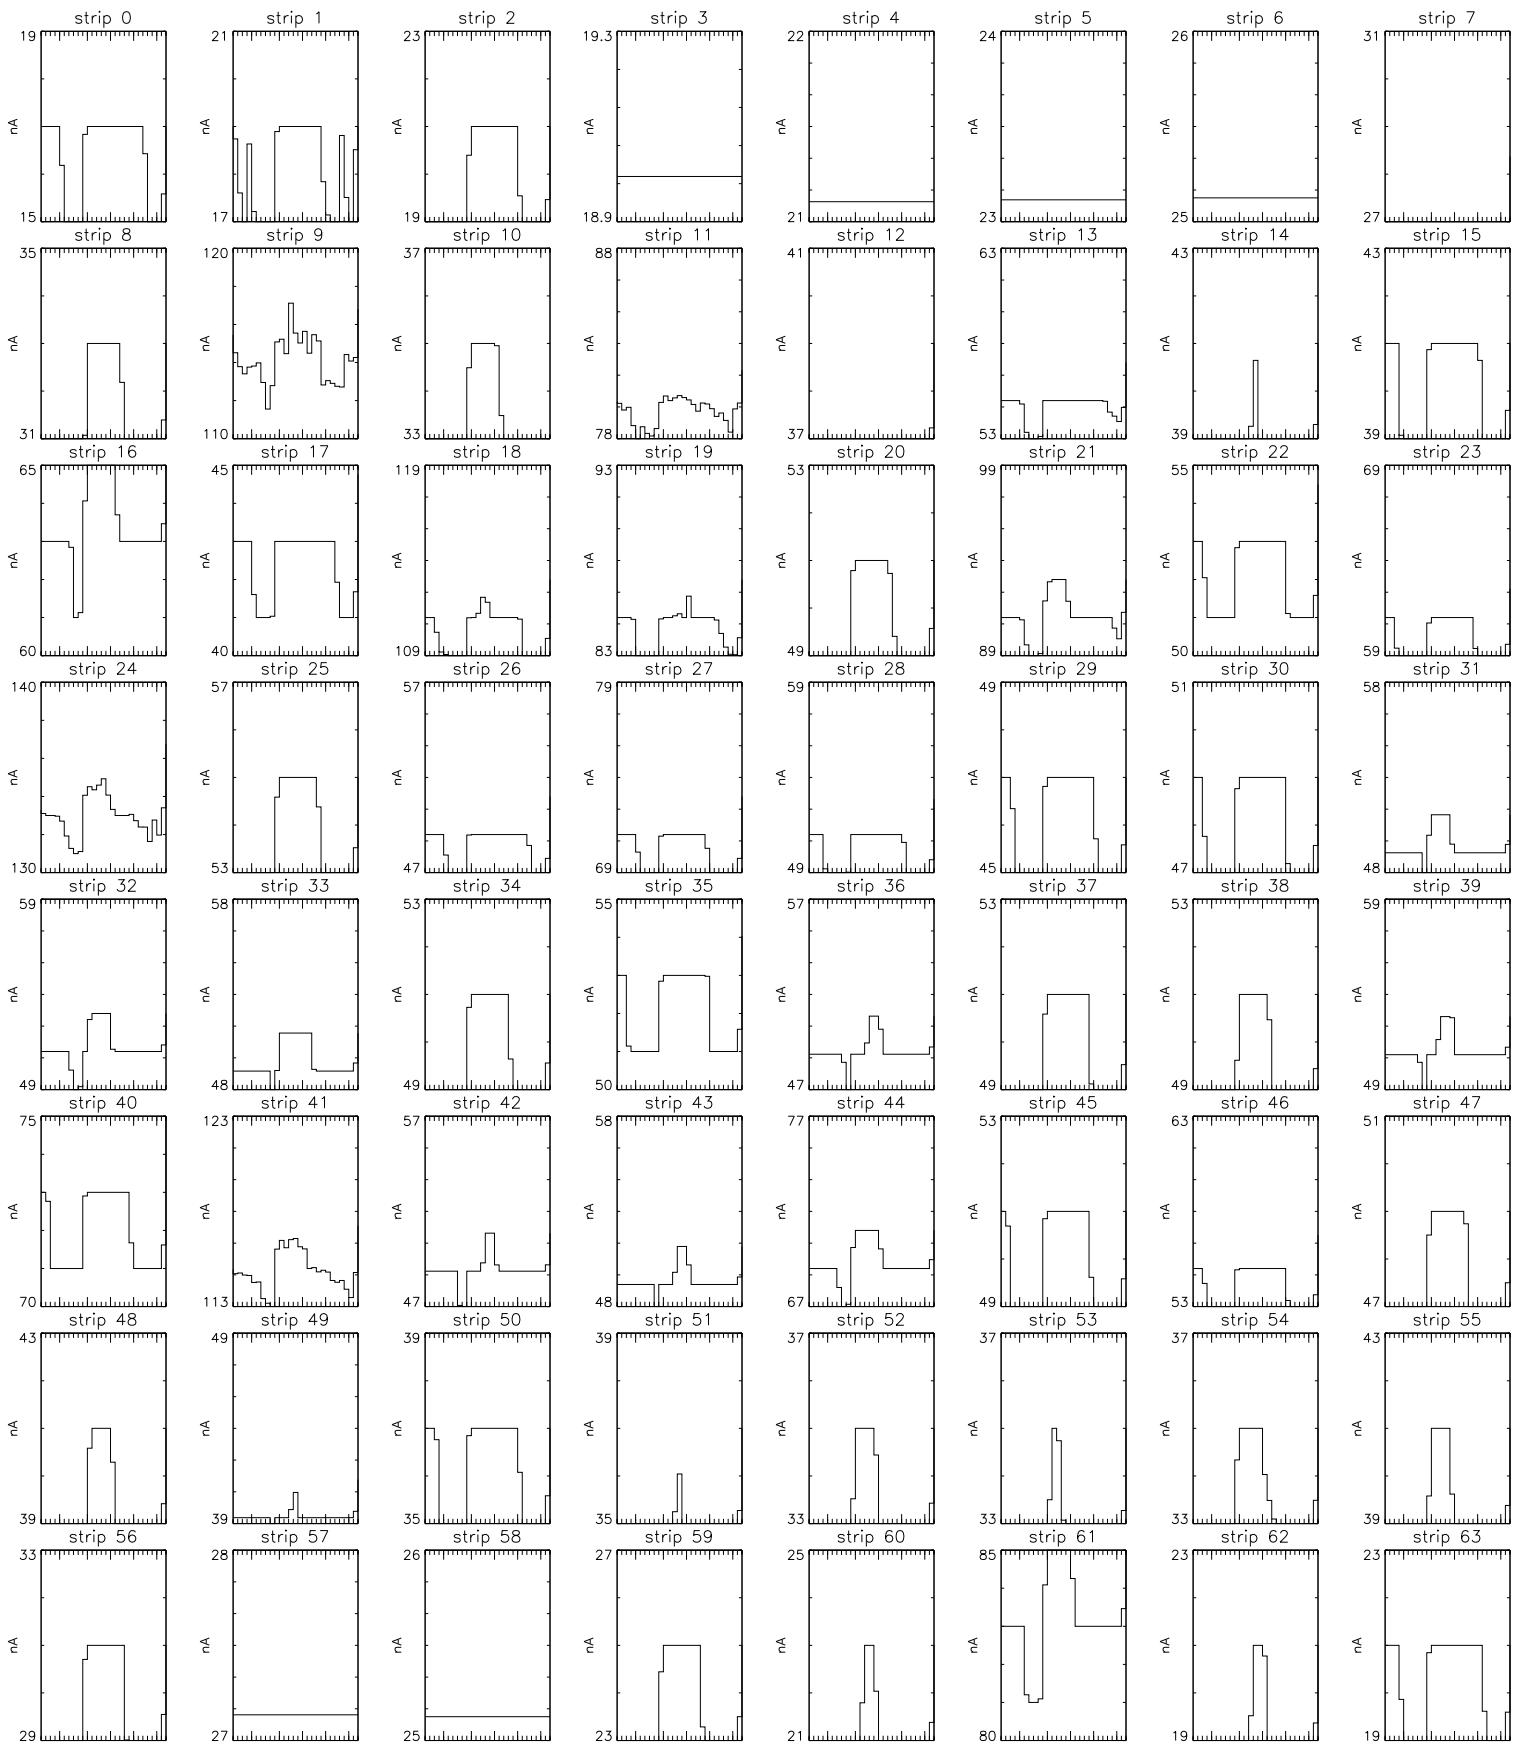 strip 0 strip 1 strip 2 strip 3 strip 4 strip 5 strip 6 strip 7
19 21 23 19.3 22 24 26 31
nA nA nA nA nA nA nA nA
15 17 19 18.9 21 23 25 27
strip 8 strip 9 strip 10 strip 11 strip 12 strip 13 strip 14 strip 15
35 120 37 88 41 63 43 43
nA nA nA nA nA nA nA nA
31 110 33 78 37 53 39 39
strip 16 strip 17 strip 18 strip 19 strip 20 strip 21 strip 22 strip 23
65 45 119 93 53 99 55 69
nA nA nA nA nA nA nA nA
60 40 109 83 49 89 50 59
strip 24 strip 25 strip 26 strip 27 strip 28 strip 29 strip 30 strip 31
140 57 57 79 59 49 51 58
nA nA nA nA nA nA nA nA
130 53 47 69 49 45 47 48
strip 32 strip 33 strip 34 strip 35 strip 36 strip 37 strip 38 strip 39
59 58 53 55 57 53 53 59
nA nA nA nA nA nA nA nA
49 48 49 50 47 49 49 49
strip 40 strip 41 strip 42 strip 43 strip 44 strip 45 strip 46 strip 47
75 123 57 58 77 53 63 51
nA nA nA nA nA nA nA nA
70 113 47 48 67 49 53 47
strip 48 strip 49 strip 50 strip 51 strip 52 strip 53 strip 54 strip 55
43 49 39 39 37 37 37 43
nA nA nA nA nA nA nA nA
39 39 35 35 33 33 33 39
strip 56 strip 57 strip 58 strip 59 strip 60 strip 61 strip 62 strip 63
33 28 26 27 25 85 23 23
nA nA nA nA nA nA nA nA
29 27 25 23 21 80 19 19